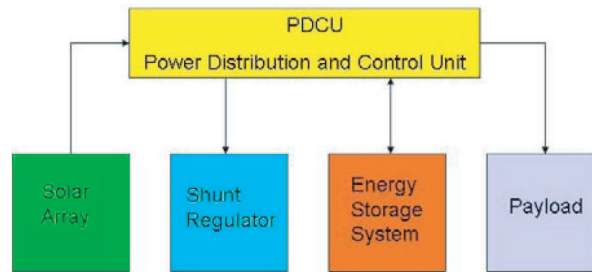 PDCU
Power Distribution and Control Unit
Solar
Array
Shunt
Regulator
Energy
Storage
System
Payload